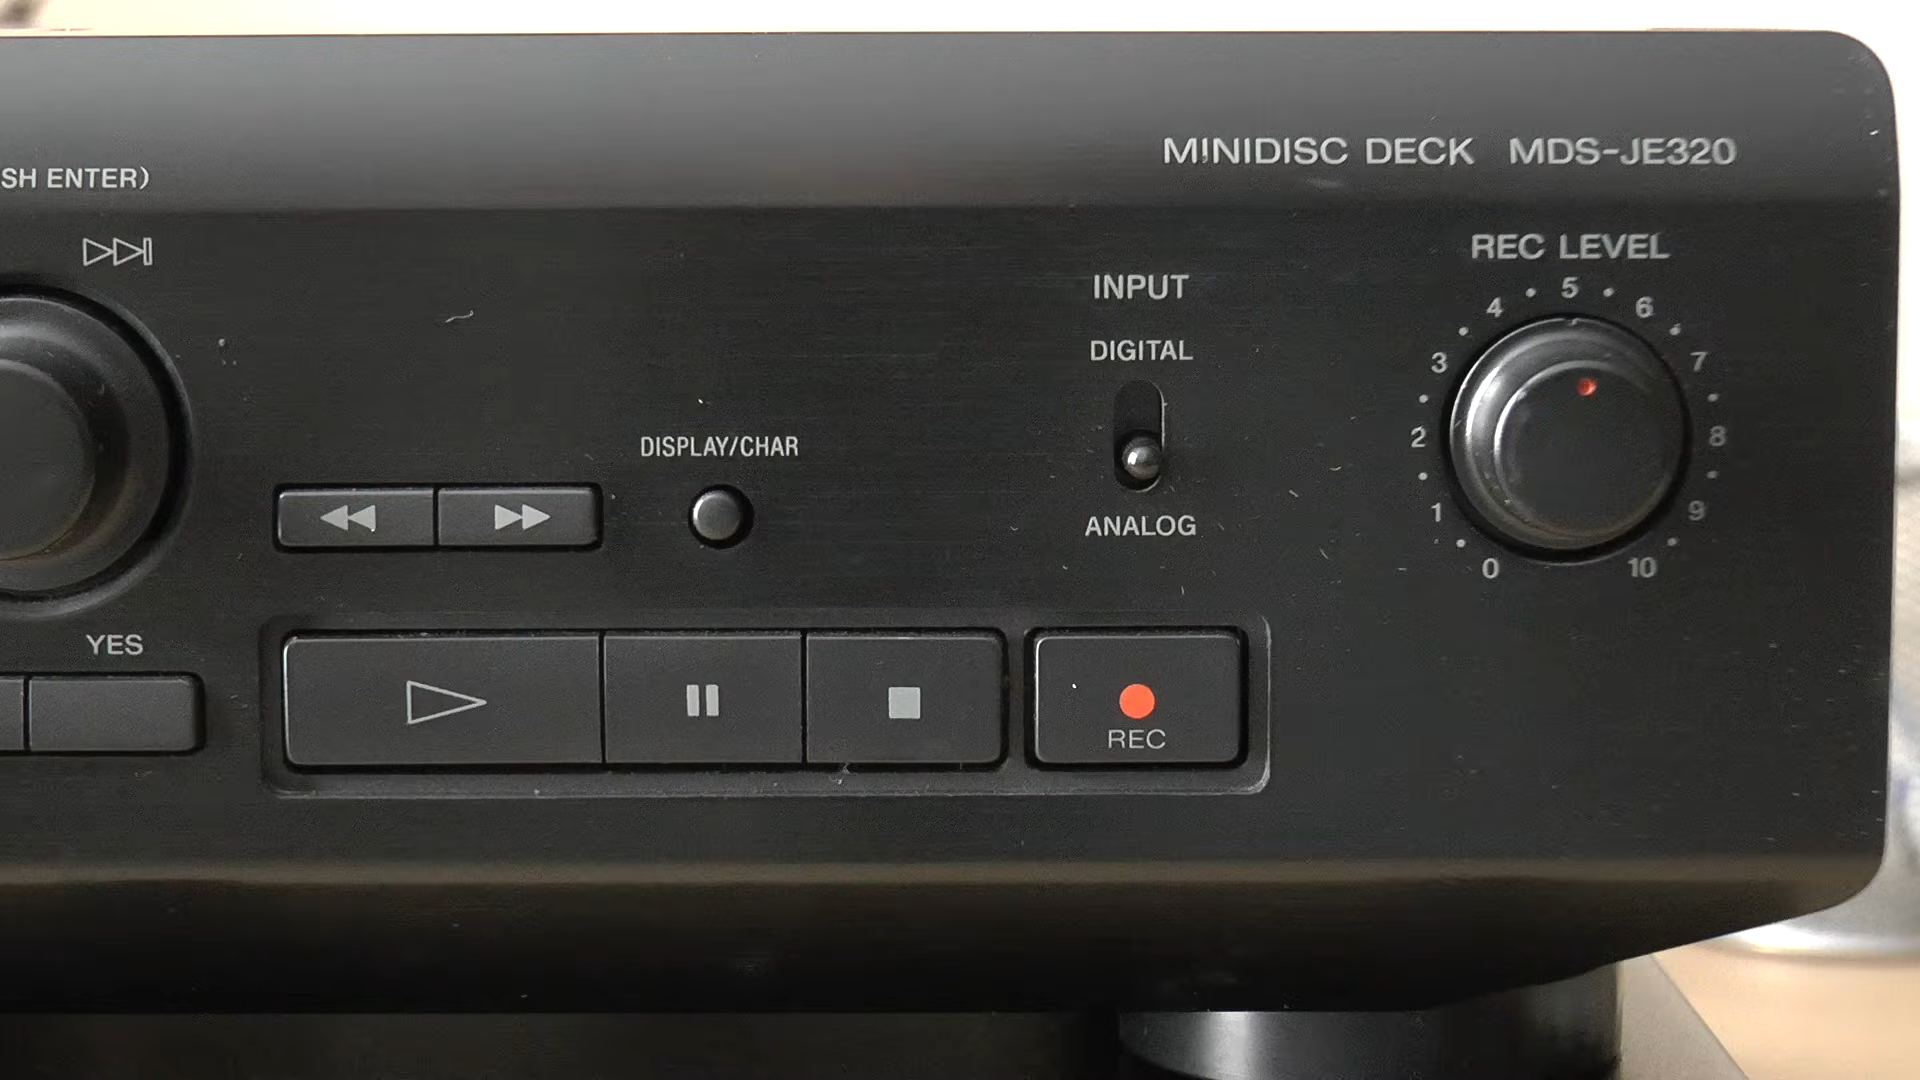 MINIDISC DECK MDS-JE320
SH ENTER)
REC LEVEL
INPUT
DIGITAL
ANALOG
0 1 2 3 4 5 6 7 8 9 10
DISPLAY/CHAR
YES
REC